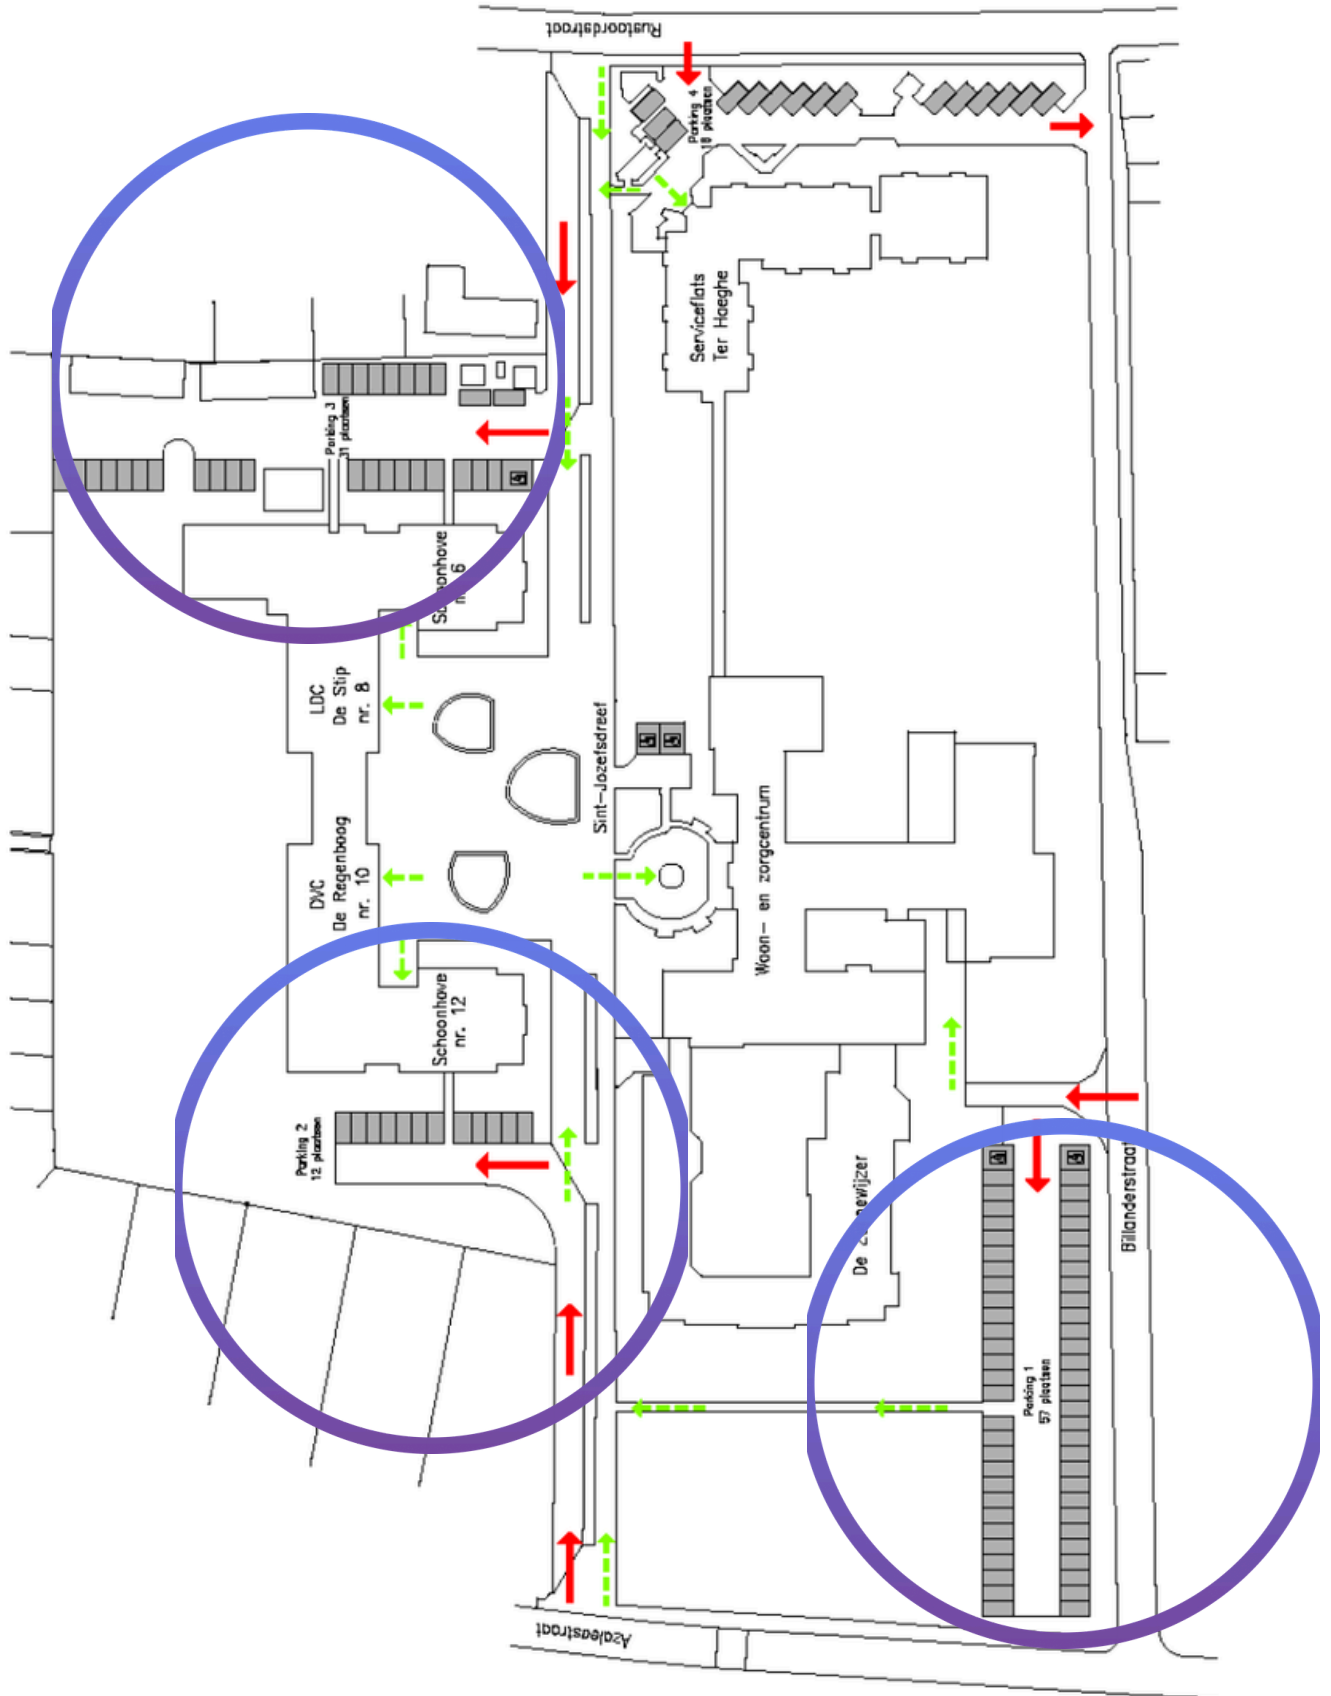 Rustoordstraat
Parking 4
18 plaatsen
Serviceflats
Ter Haeghe
Parking 3
31 plaatsen
Schoonhove
nr. 6
LDC
De Stip
nr. 8
Sint-Jozefsdreef
DVC
De Regenboog
nr. 10
Woon- en zorgcentrum
Schoonhove
nr. 12
Parking 2
12 plaatsen
De
Billanderstraat
Parking 1
57 plaatsen
Azaleastraat